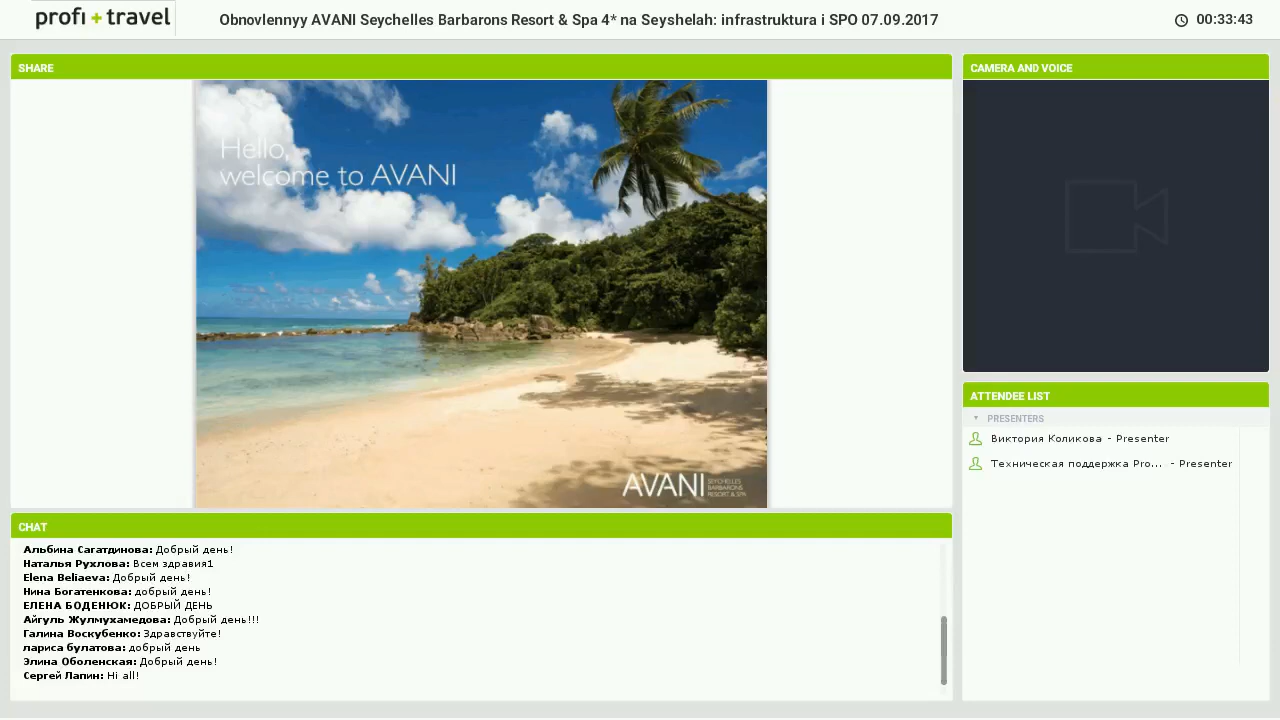 profi + travel
Obnovlennyy AVANI Seychelles Barbarons Resort & Spa 4* na Seyshelah: infrastruktura i SPO 07.09.2017
00:33:43
SHARE
Hello,
welcome to AVANI
AVANI
SEYCHELLES
BARBARONS
RESORT & SPA
CAMERA AND VOICE
ATTENDEE LIST
PRESENTERS
Виктория Коликова - Presenter
Техническая поддержка Pro... - Presenter
CHAT
Альбина Сагатдинова: Добрый день!
Наталья Рухлова: Всем здравия1
Elena Beliaeva: Добрый день!
Нина Богатенкова: добрый день!
ЕЛЕНА БОДЕНЮК: ДОБРЫЙ ДЕНЬ
Айгуль Жулмухамедова: Добрый день!!!
Галина Воскубенко: Здравствуйте!
лариса булатова: добрый день
Элина Оболенская: Добрый день!
Сергей Лапин: Hi all!